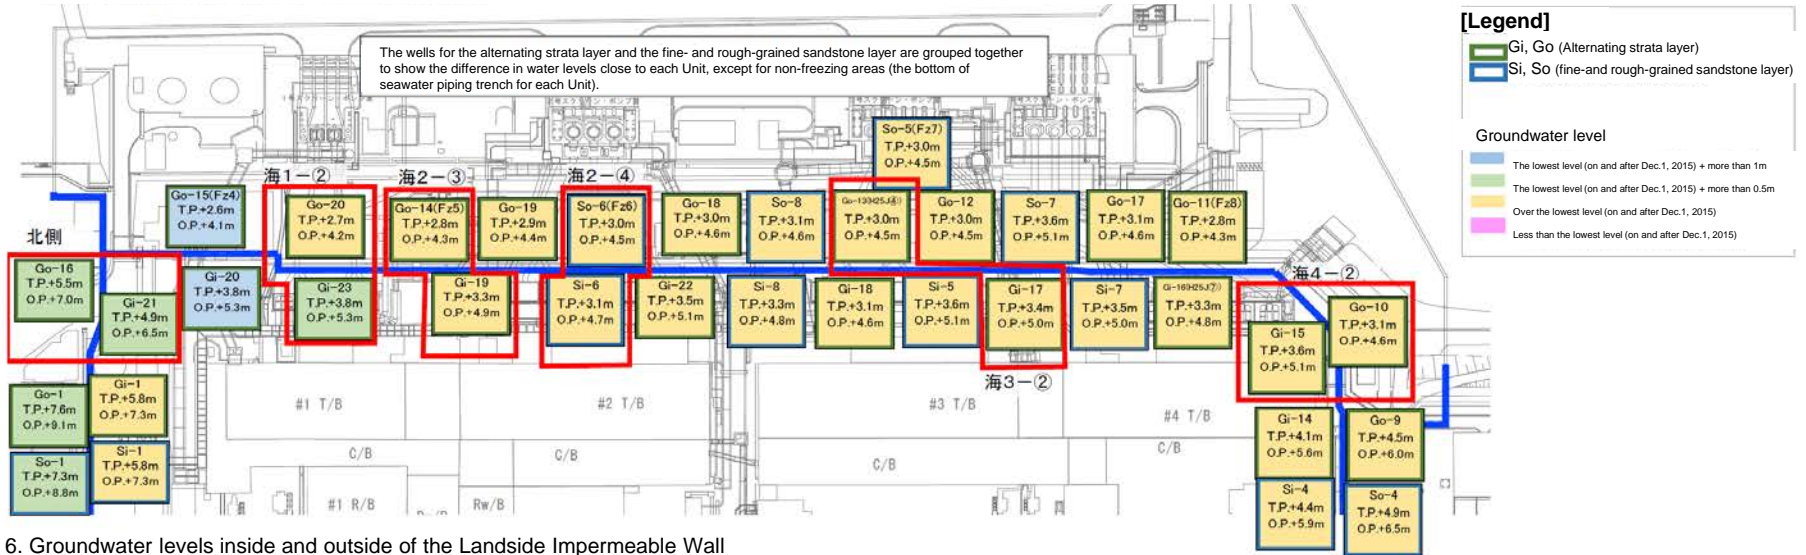 The wells for the alternating strata layer and the fine- and rough-grained sandstone layer are grouped together
to show the difference in water levels close to each Unit, except for non-freezing areas (the bottom of
seawater piping trench for each Unit).
[Legend]
Gi, Go (Alternating strata layer)
Si, So (fine-and rough-grained sandstone layer)
Groundwater level
The lowest level (on and after Dec.1, 2015) + more than 1m
The lowest level (on and after Dec.1, 2015) + more than 0.5m
Over the lowest level (on and after Dec.1, 2015)
Less than the lowest level (on and after Dec.1, 2015)
So-5(Fz7)
T.P.+3.0m
O.P.+4.5m
海1-②
海2-③
海2-④
Go-15(Fz4)
T.P.+2.6m
O.P.+4.1m
Go-20
T.P.+2.7m
O.P.+4.2m
Go-14(Fz5)
T.P.+2.8m
O.P.+4.3m
Go-19
T.P.+2.9m
O.P.+4.4m
So-6(Fz6)
T.P.+3.0m
O.P.+4.5m
Go-18
T.P.+3.0m
O.P.+4.6m
So-8
T.P.+3.1m
O.P.+4.6m
T.P.+3.0m
O.P.+4.5m
Go-12
T.P.+3.0m
O.P.+4.5m
So-7
T.P.+3.6m
O.P.+5.1m
Go-17
T.P.+3.1m
O.P.+4.6m
Go-11(Fz8)
T.P.+2.8m
O.P.+4.3m
北側
Go-16
T.P.+5.5m
O.P.+7.0m
Gi-21
T.P.+4.9m
O.P.+6.5m
Gi-20
T.P.+3.8m
O.P.+5.3m
Gi-23
T.P.+3.8m
O.P.+5.3m
Gi-19
T.P.+3.3m
O.P.+4.9m
Si-6
T.P.+3.1m
O.P.+4.7m
Gi-22
T.P.+3.5m
O.P.+5.1m
Si-8
T.P.+3.3m
O.P.+4.8m
Gi-18
T.P.+3.1m
O.P.+4.6m
Si-5
T.P.+3.6m
O.P.+5.1m
Gi-17
T.P.+3.4m
O.P.+5.0m
Si-7
T.P.+3.5m
O.P.+5.0m
Gi-16(H25J⑦)
T.P.+3.3m
O.P.+4.8m
海4-②
Gi-15
T.P.+3.6m
O.P.+5.1m
Go-10
T.P.+3.1m
O.P.+4.6m
海3-②
Go-1
T.P.+7.6m
O.P.+9.1m
Gi-1
T.P.+5.8m
O.P.+7.3m
So-1
T.P.+7.3m
O.P.+8.8m
Si-1
T.P.+5.8m
O.P.+7.3m
#1 T/B
#2 T/B
#3 T/B
#4 T/B
C/B
C/B
C/B
C/B
#1 R/B
Rw/B
Gi-14
T.P.+4.1m
O.P.+5.6m
Go-9
T.P.+4.5m
O.P.+6.0m
Si-4
T.P.+4.4m
O.P.+5.9m
So-4
T.P.+4.9m
O.P.+6.5m
6. Groundwater levels inside and outside of the Landside Impermeable Wall